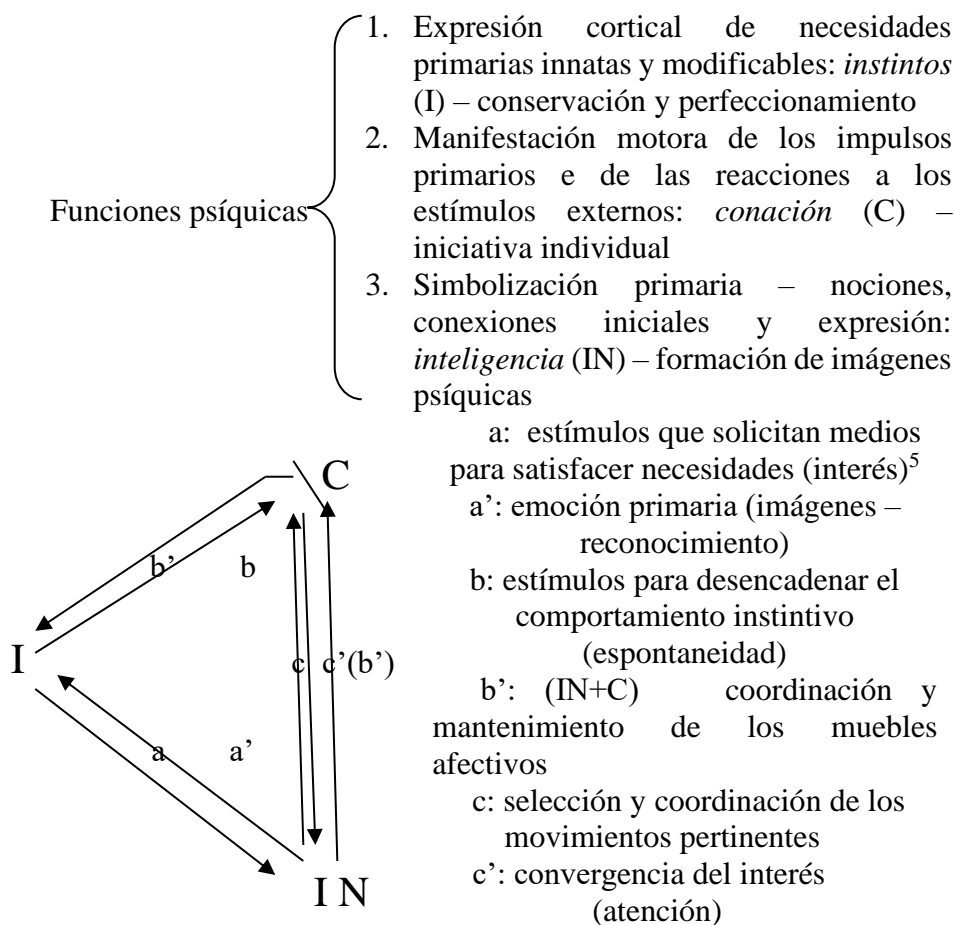 1. Expresión cortical de necesidades
primarias innatas y modificables: instintos
(I) – conservación y perfeccionamiento
2. Manifestación motora de los impulsos
primarios e de las reacciones a los
Funciones psíquicas
estímulos externos: conación (C) –
iniciativa individual
3. Simbolización primaria – nociones,
conexiones iniciales y expresión:
inteligencia (IN) – formación de imágenes
psíquicas
a: estímulos que solicitan medios
para satisfacer necesidades (interés)5
a’: emoción primaria (imágenes –
reconocimiento)
b: estímulos para desencadenar el
comportamiento instintivo
(espontaneidad)
b’: (IN+C) coordinación y
mantenimiento de los muebles
afectivos
c: selección y coordinación de los
movimientos pertinentes
c’: convergencia del interés
(atención)
C
b’ b
I
c c’(b’)
a a’
I N